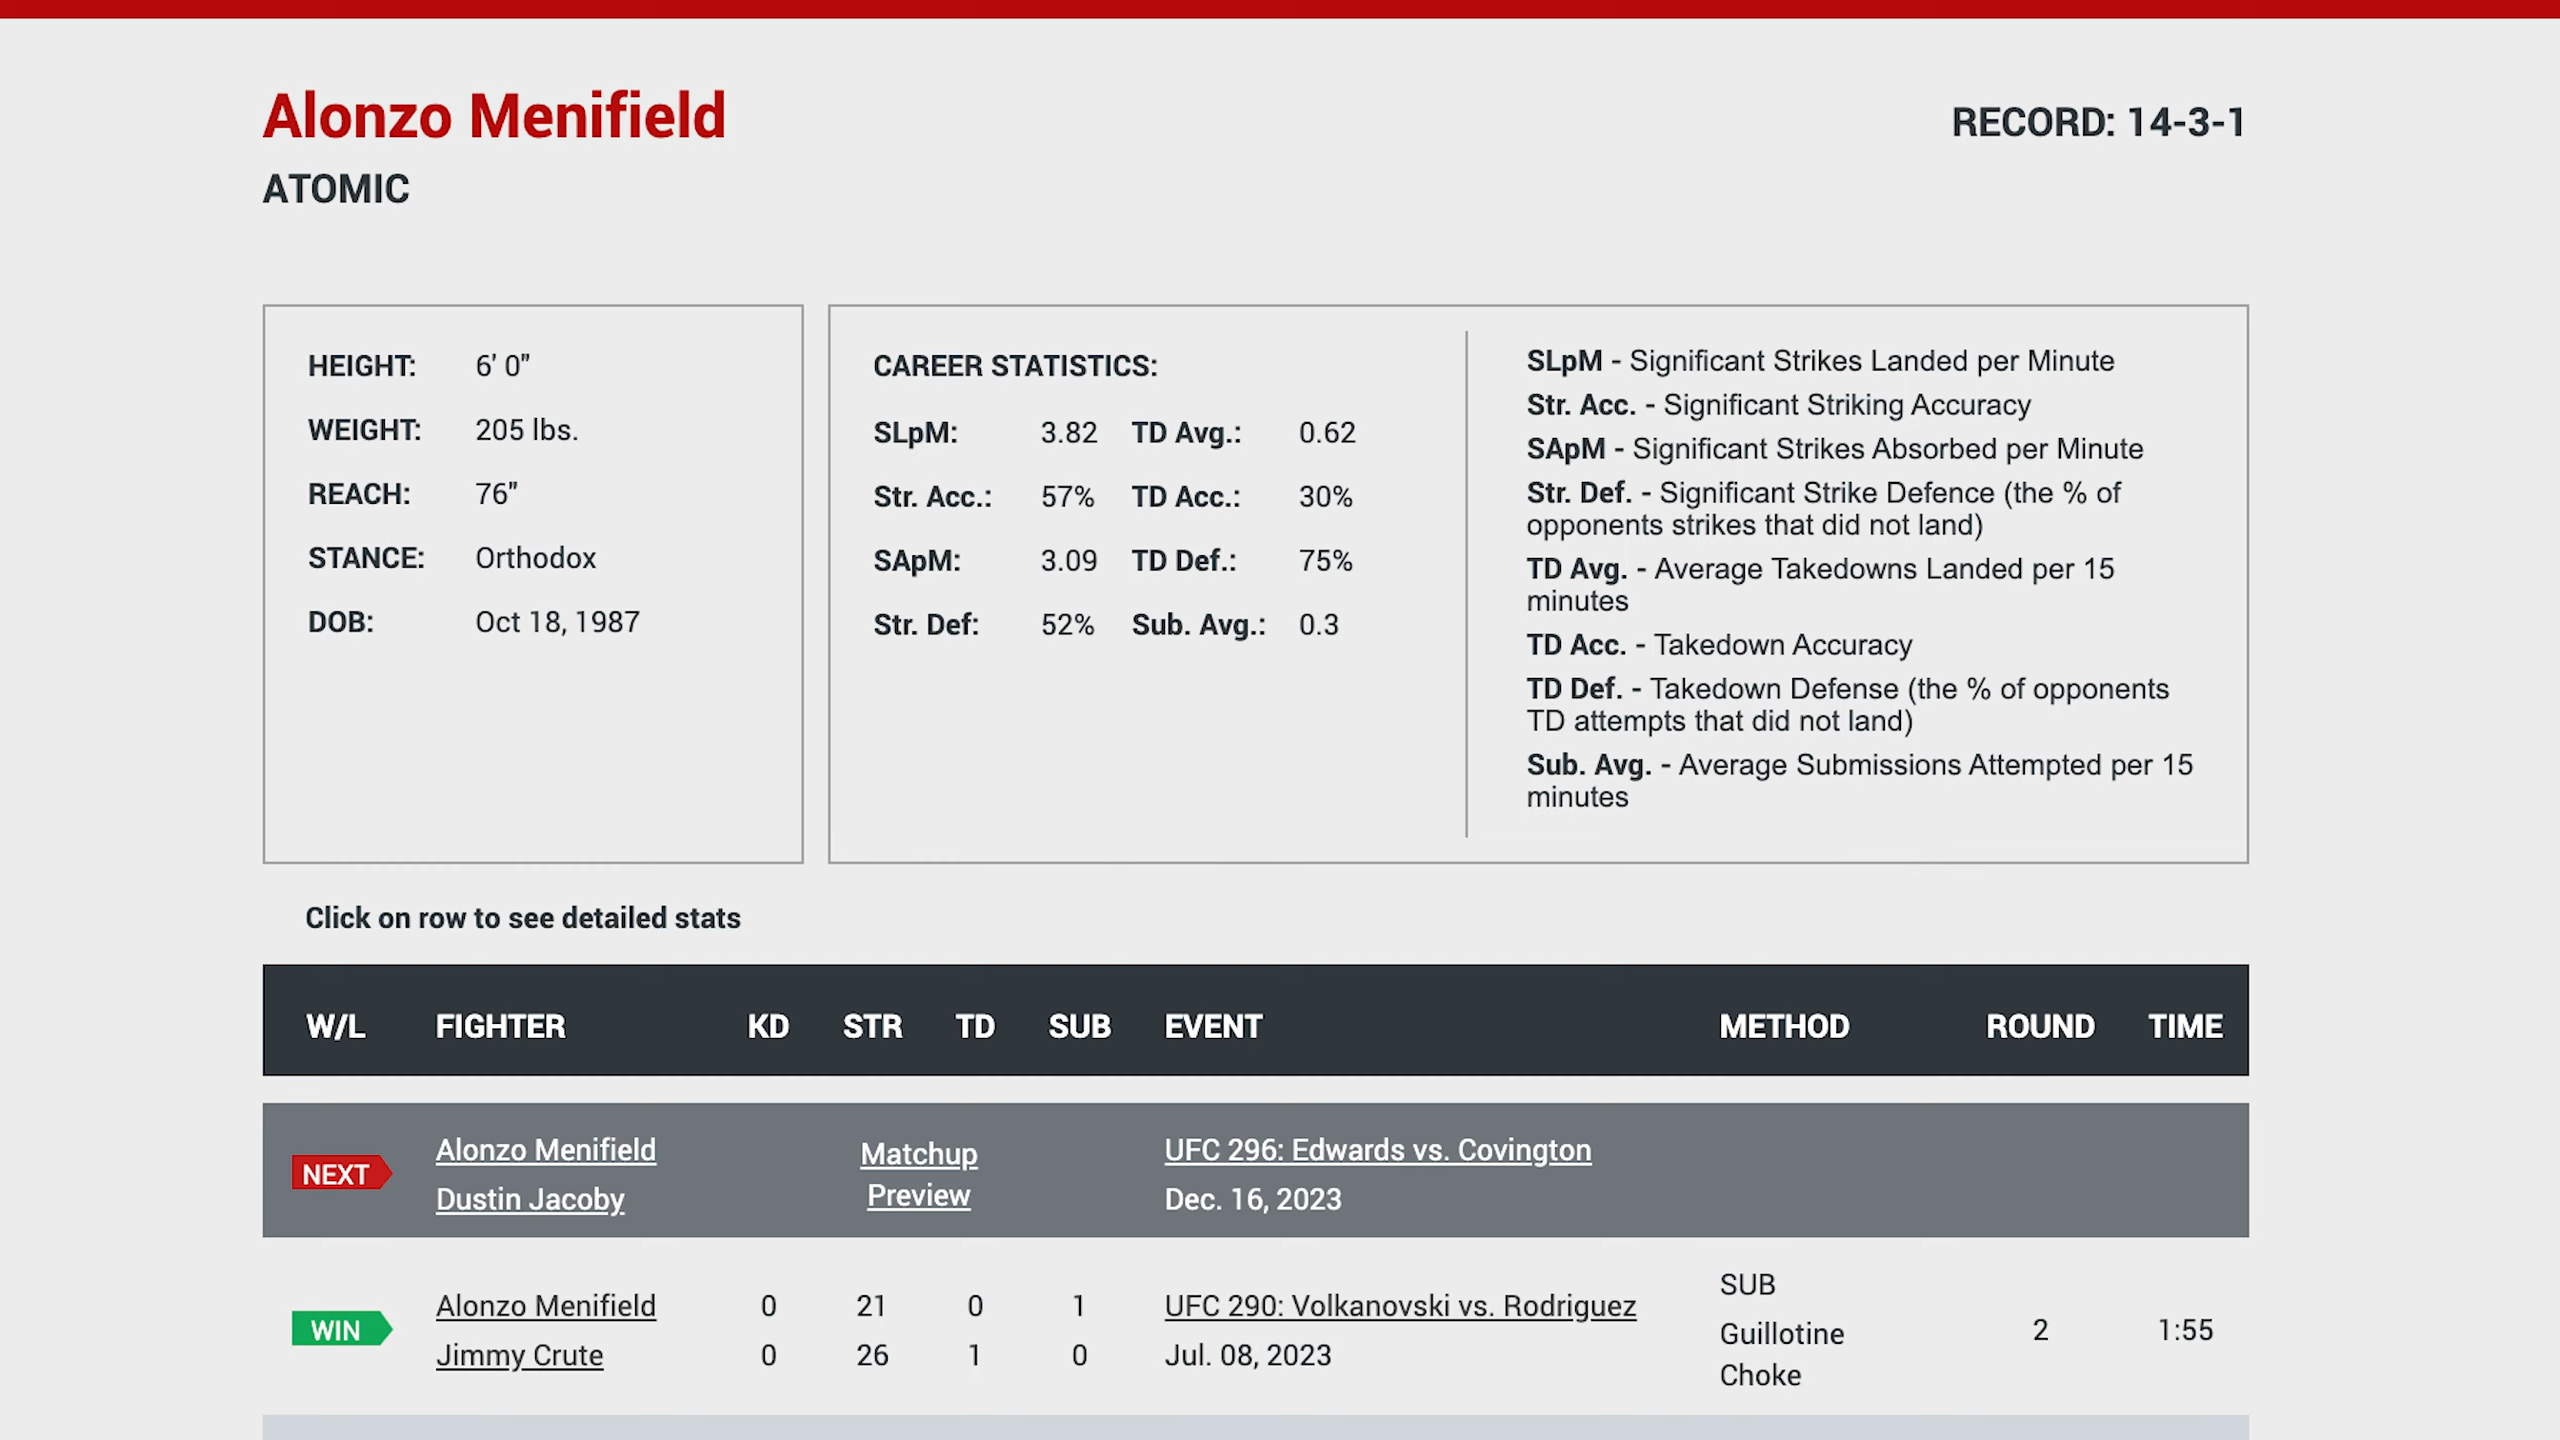 Alonzo Menifield
RECORD: 14-3-1
ATOMIC
HEIGHT: 6' 0"
WEIGHT: 205 lbs.
REACH: 76"
STANCE: Orthodox
DOB: Oct 18, 1987
CAREER STATISTICS:
SLpM: 3.82 TD Avg.: 0.62
Str. Acc.: 57% TD Acc.: 30%
SApM: 3.09 TD Def.: 75%
Str. Def: 52% Sub. Avg.: 0.3
SLpM - Significant Strikes Landed per Minute
Str. Acc. - Significant Striking Accuracy
SApM - Significant Strikes Absorbed per Minute
Str. Def. - Significant Strike Defence (the % of
opponents strikes that did not land)
TD Avg. - Average Takedowns Landed per 15
minutes
TD Acc. - Takedown Accuracy
TD Def. - Takedown Defense (the % of opponents
TD attempts that did not land)
Sub. Avg. - Average Submissions Attempted per 15
minutes
Click on row to see detailed stats
W/L FIGHTER KD STR TD SUB EVENT METHOD ROUND TIME
NEXT
Alonzo Menifield
Dustin Jacoby
Matchup
Preview
UFC 296: Edwards vs. Covington
Dec. 16, 2023
WIN
Alonzo Menifield 0 21 0 1
Jimmy Crute 0 26 1 0
UFC 290: Volkanovski vs. Rodriguez
Jul. 08, 2023
SUB
Guillotine
Choke
2
1:55